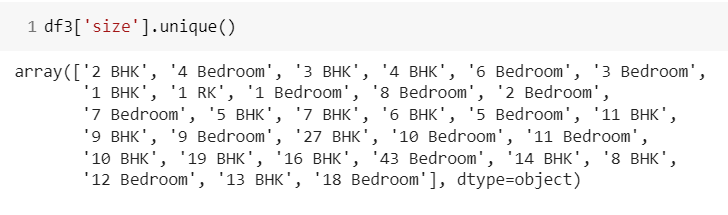 1 df3['size'].unique()
array(['2 BHK', '4 Bedroom', '3 BHK', '4 BHK', '6 Bedroom', '3 Bedroom',
'1 BHK', '1 RK', '1 Bedroom', '8 Bedroom', '2 Bedroom',
'7 Bedroom', '5 BHK', '7 BHK', '6 BHK', '5 Bedroom', '11 BHK',
'9 BHK', '9 Bedroom', '27 BHK', '10 Bedroom', '11 Bedroom',
'10 BHK', '19 BHK', '16 BHK', '43 Bedroom', '14 BHK', '8 BHK',
'12 Bedroom', '13 BHK', '18 Bedroom'], dtype=object)